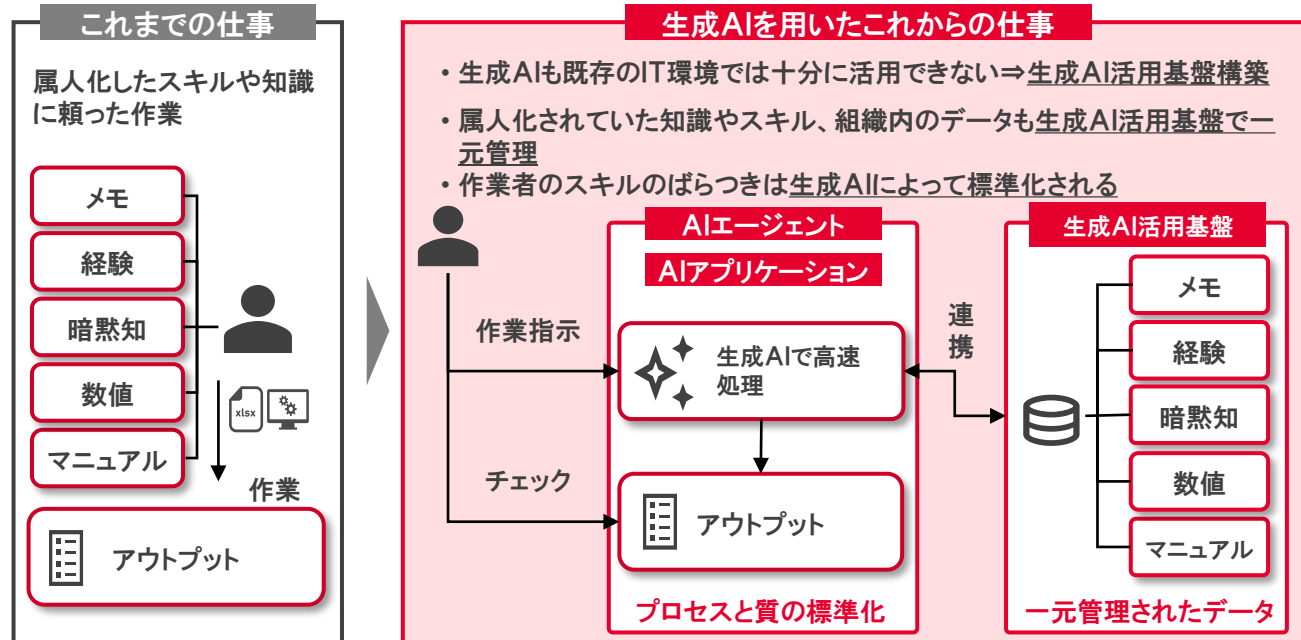 これまでの仕事
属人化したスキルや知識
に頼った作業
メモ
経験
暗黙知
数値
マニュアル
xlsx
作業
アウトプット
生成AIを用いたこれからの仕事
・生成AIも既存のIT環境では十分に活用できない⇒生成AI活用基盤構築
・属人化されていた知識やスキル、組織内のデータも生成AI活用基盤で一
元管理
・作業者のスキルのばらつきは生成AIによって標準化される
作業指示
チェック
AIエージェント
AIアプリケーション
生成AIで高速
処理
アウトプット
プロセスと質の標準化
連
携
生成AI活用基盤
メモ
経験
暗黙知
数値
マニュアル
一元管理されたデータ